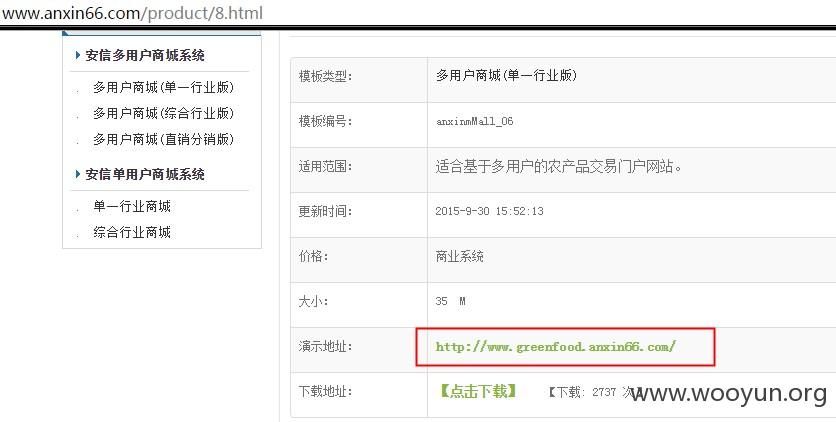 www.anxin66.com/product/8.html
安信多用户商城系统
. 多用户商城(单一行业版)
. 多用户商城(综合行业版)
. 多用户商城(直销分销版)
安信单用户商城系统
. 单一行业商城
. 综合行业商城
模板类型: 多用户商城(单一行业版)
模板编号: anxinmMall_06
适用范围: 适合基于多用户的农产品交易门户网站。
更新时间: 2015-9-30 15:52:13
价格: 商业系统
大小: 35 M
演示地址: http://www.greenfood.anxin66.com/
下载地址: 【点击下载】 【下载: 2737 次】
www.wooyun.org